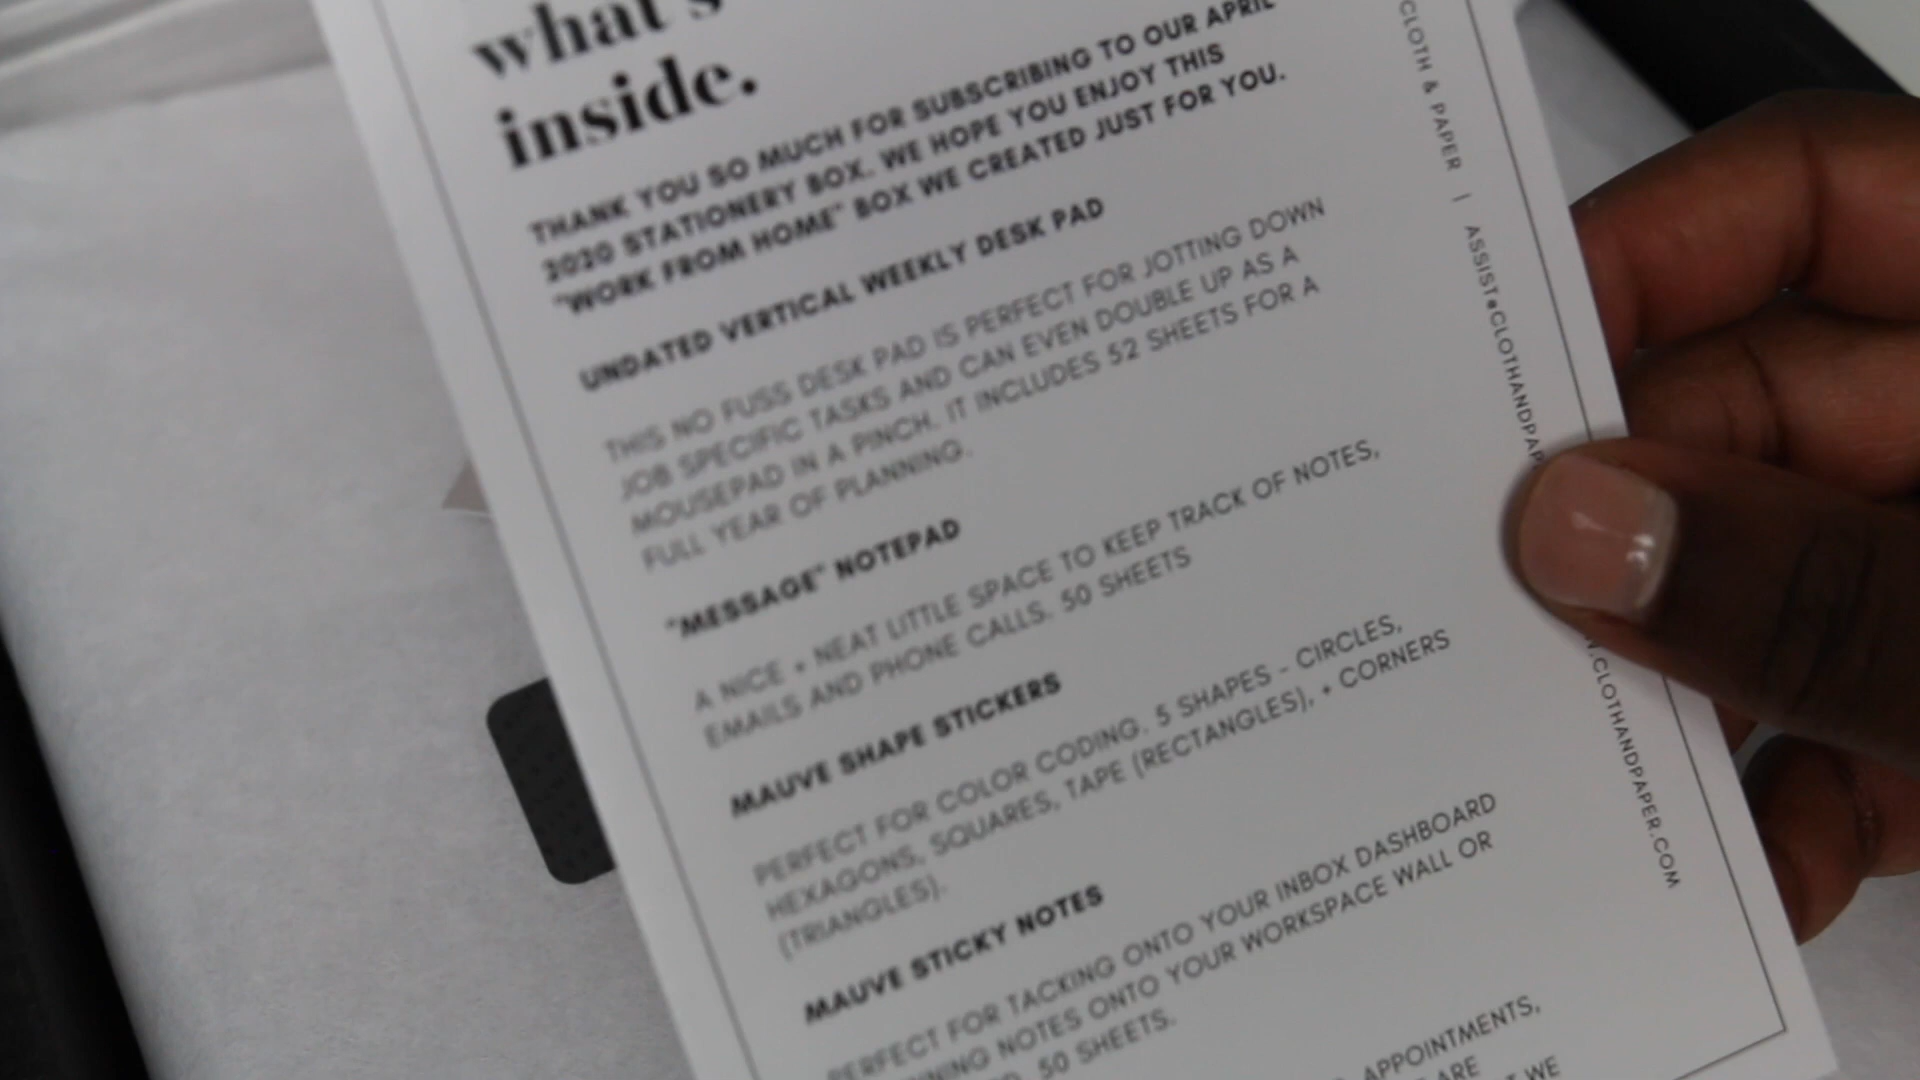 what's
inside.
THANK YOU SO MUCH FOR SUBSCRIBING TO OUR APRIL
2020 STATIONERY BOX. WE HOPE YOU ENJOY THIS
"WORK FROM HOME" BOX WE CREATED JUST FOR YOU.
UNDATED VERTICAL WEEKLY DESK PAD
THIS NO FUSS DESK PAD IS PERFECT FOR JOTTING DOWN
JOB SPECIFIC TASKS AND CAN EVEN DOUBLE UP AS A
MOUSEPAD IN A PINCH. IT INCLUDES 52 SHEETS FOR A
FULL YEAR OF PLANNING.
"MESSAGE" NOTEPAD
A NICE + NEAT LITTLE SPACE TO KEEP TRACK OF NOTES,
EMAILS AND PHONE CALLS. 50 SHEETS
MAUVE SHAPE STICKERS
PERFECT FOR COLOR CODING. 5 SHAPES - CIRCLES,
HEXAGONS, SQUARES, TAPE (RECTANGLES), + CORNERS
(TRIANGLES).
MAUVE STICKY NOTES
PERFECT FOR TACKING ONTO YOUR INBOX DASHBOARD
NOTES ONTO YOUR WORKSPACE WALL OR
50 SHEETS.
APPOINTMENTS,
ARE
WE
CLOTH & PAPER | ASSIST@CLOTHANDPAP
.CLOTHANDPAPER.COM